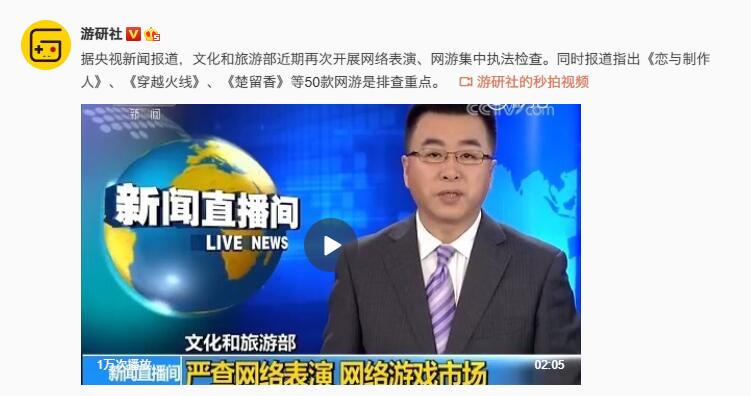 游研社
据央视新闻报道，文化和旅游部近期再次开展网络表演、网游集中执法检查。同时报道指出《恋与制作
人》、《穿越火线》、《楚留香》等50款网游是排查重点。 游研社的秒拍视频
新闻
CCTV.com
新闻直播间
LIVE NEWS
文化和旅游部
1万次播放
02:05
新闻直播间
严查网络表演 网络游戏市场